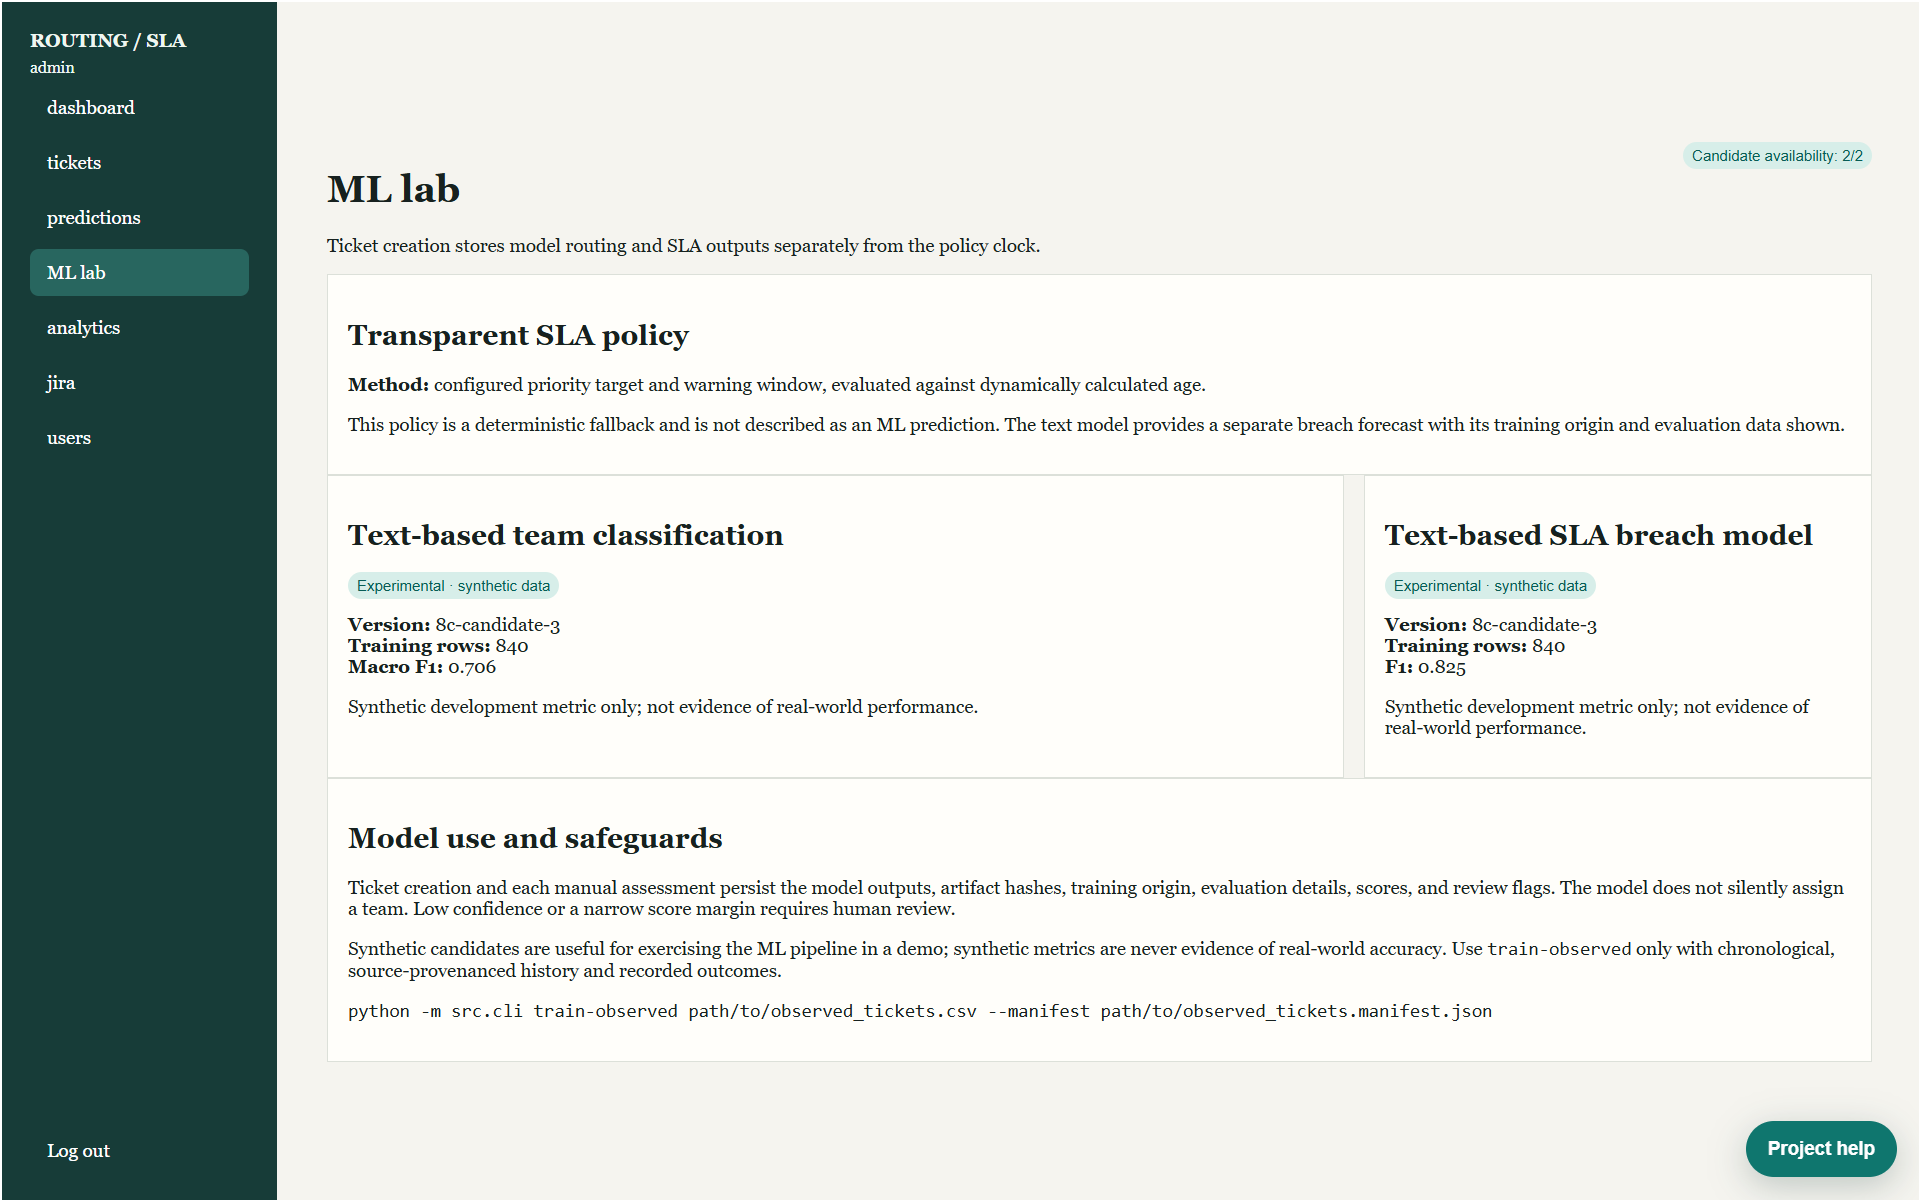 ROUTING / SLA
admin
dashboard
tickets
predictions
ML lab
analytics
jira
users
Log out
Candidate availability: 2/2
ML lab
Ticket creation stores model routing and SLA outputs separately from the policy clock.
Transparent SLA policy
Method: configured priority target and warning window, evaluated against dynamically calculated age.
This policy is a deterministic fallback and is not described as an ML prediction. The text model provides a separate breach forecast with its training origin and evaluation data shown.
Text-based team classification
Experimental · synthetic data
Version: 8c-candidate-3
Training rows: 840
Macro F1: 0.706
Synthetic development metric only; not evidence of real-world performance.
Text-based SLA breach model
Experimental · synthetic data
Version: 8c-candidate-3
Training rows: 840
F1: 0.825
Synthetic development metric only; not evidence of
real-world performance.
Model use and safeguards
Ticket creation and each manual assessment persist the model outputs, artifact hashes, training origin, evaluation details, scores, and review flags. The model does not silently assign
a team. Low confidence or a narrow score margin requires human review.
Synthetic candidates are useful for exercising the ML pipeline in a demo; synthetic metrics are never evidence of real-world accuracy. Use train-observed only with chronological,
source-provenanced history and recorded outcomes.
python -m src.cli train-observed path/to/observed_tickets.csv --manifest path/to/observed_tickets.manifest.json
Project help